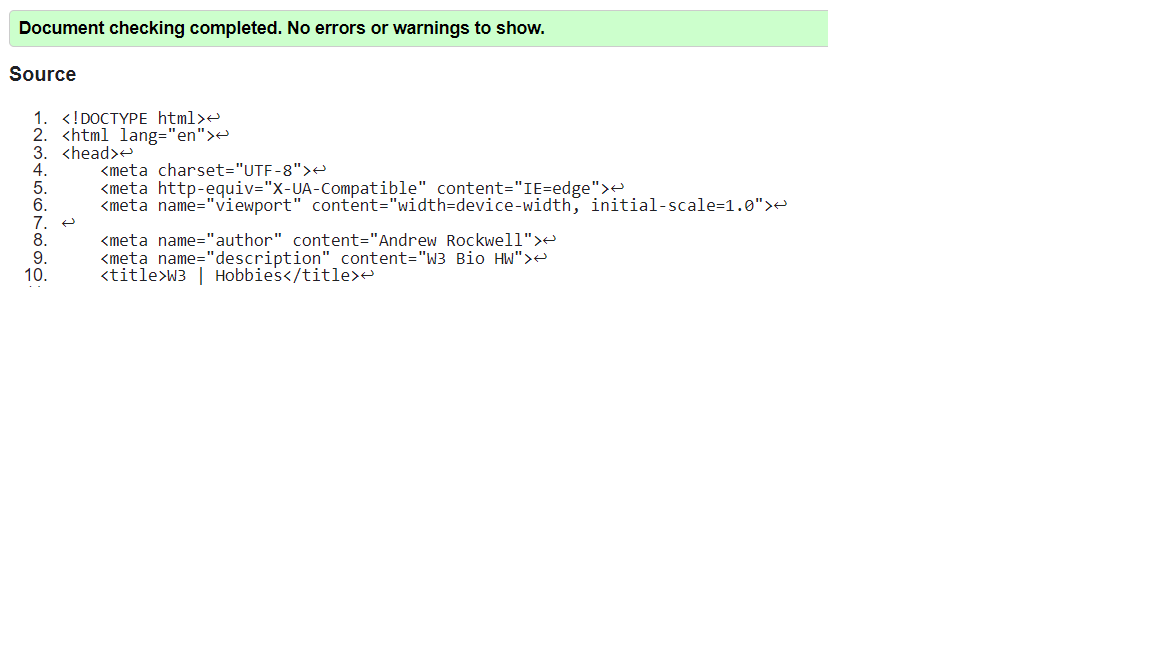 Document checking completed. No errors or warnings to show.
Source
1. <!DOCTYPE html>↩
2. <html lang="en">↩
3. <head>↩
4.     <meta charset="UTF-8">↩
5.     <meta http-equiv="X-UA-Compatible" content="IE=edge">↩
6.     <meta name="viewport" content="width=device-width, initial-scale=1.0">↩
7. ↩
8.     <meta name="author" content="Andrew Rockwell">↩
9.     <meta name="description" content="W3 Bio HW">↩
10.     <title>W3 | Hobbies</title>↩